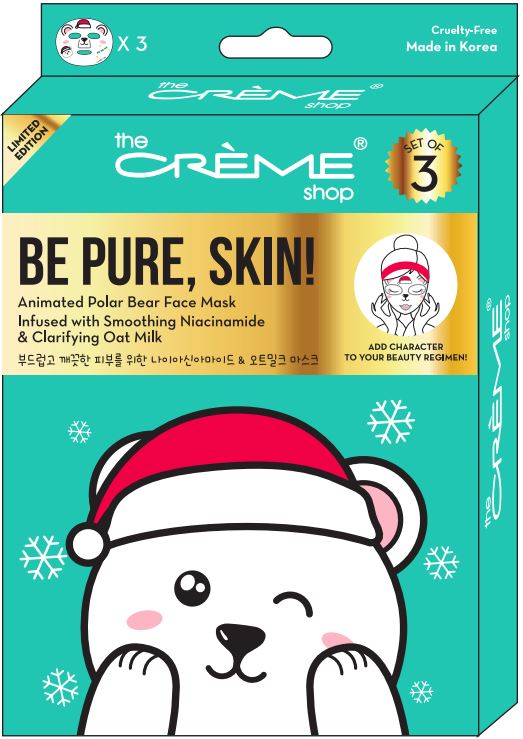 X 3
Cruelty-Free
Made in Korea
the
CRÈME®
shop
LIMITED
EDITION
the
CRÈME®
shop
SET OF
3
BE PURE, SKIN!
Animated Polar Bear Face Mask
Infused with Smoothing Niacinamide
& Clarifying Oat Milk
부드럽고 깨끗한 피부를 위한 나이아신아마이드 & 오트밀크 마스크
ADD CHARACTER
TO YOUR BEAUTY REGIMEN!
the
CRÈME®
shop